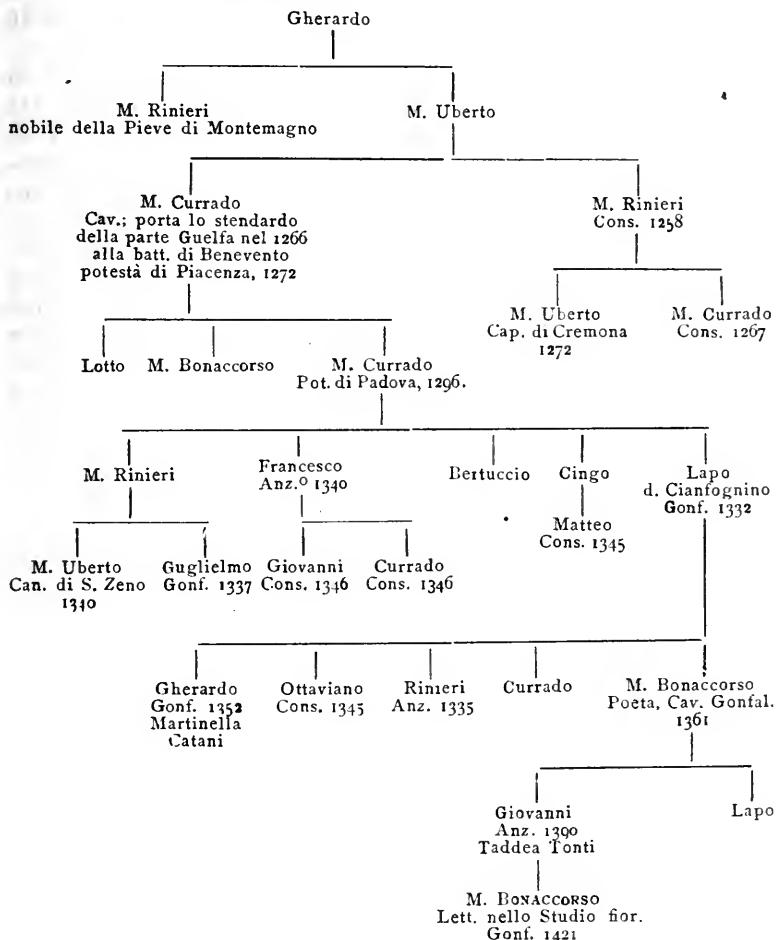 Gherardo
M. Rinieri
nobile della Pieve di Montemagno
M. Uberto
M. Currado
Cav.; porta lo stendardo
della parte Guelfa nel 1266
alla batt. di Benevento
potestà di Piacenza, 1272
M. Rinieri
Cons. 1258
M. Uberto
Cap. di Cremona
1272
M. Currado
Cons. 1267
Lotto
M. Bonaccorso
M. Currado
Pot. di Padova, 1296.
M. Rinieri
Francesco
Anz.º 1340
Bertuccio
Cingo
Lapo
d. Cianfognino
Gonf. 1332
Matteo
Cons. 1345
M. Uberto
Can. di S. Zeno
1340
Guglielmo
Gonf. 1337
Giovanni
Cons. 1346
Currado
Cons. 1346
Gherardo
Gonf. 1352
Martinella
Catani
Ottaviano
Cons. 1345
Rinieri
Anz. 1335
Currado
M. Bonaccorso
Poeta, Cav. Gonfal.
1361
Giovanni
Anz. 1390
Taddea Tonti
Lapo
M. BONACCORSO
Lett. nello Studio fior.
Gonf. 1421